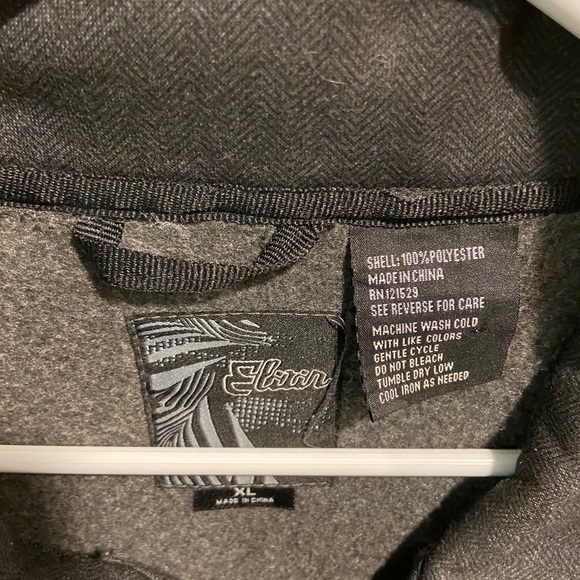 SHELL: 100% POLYESTER
MADE IN CHINA
RN 121529
SEE REVERSE FOR CARE
MACHINE WASH COLD
WITH LIKE COLORS
GENTLE CYCLE
DO NOT BLEACH
TUMBLE DRY LOW
COOL IRON AS NEEDED
XL
MADE IN CHINA